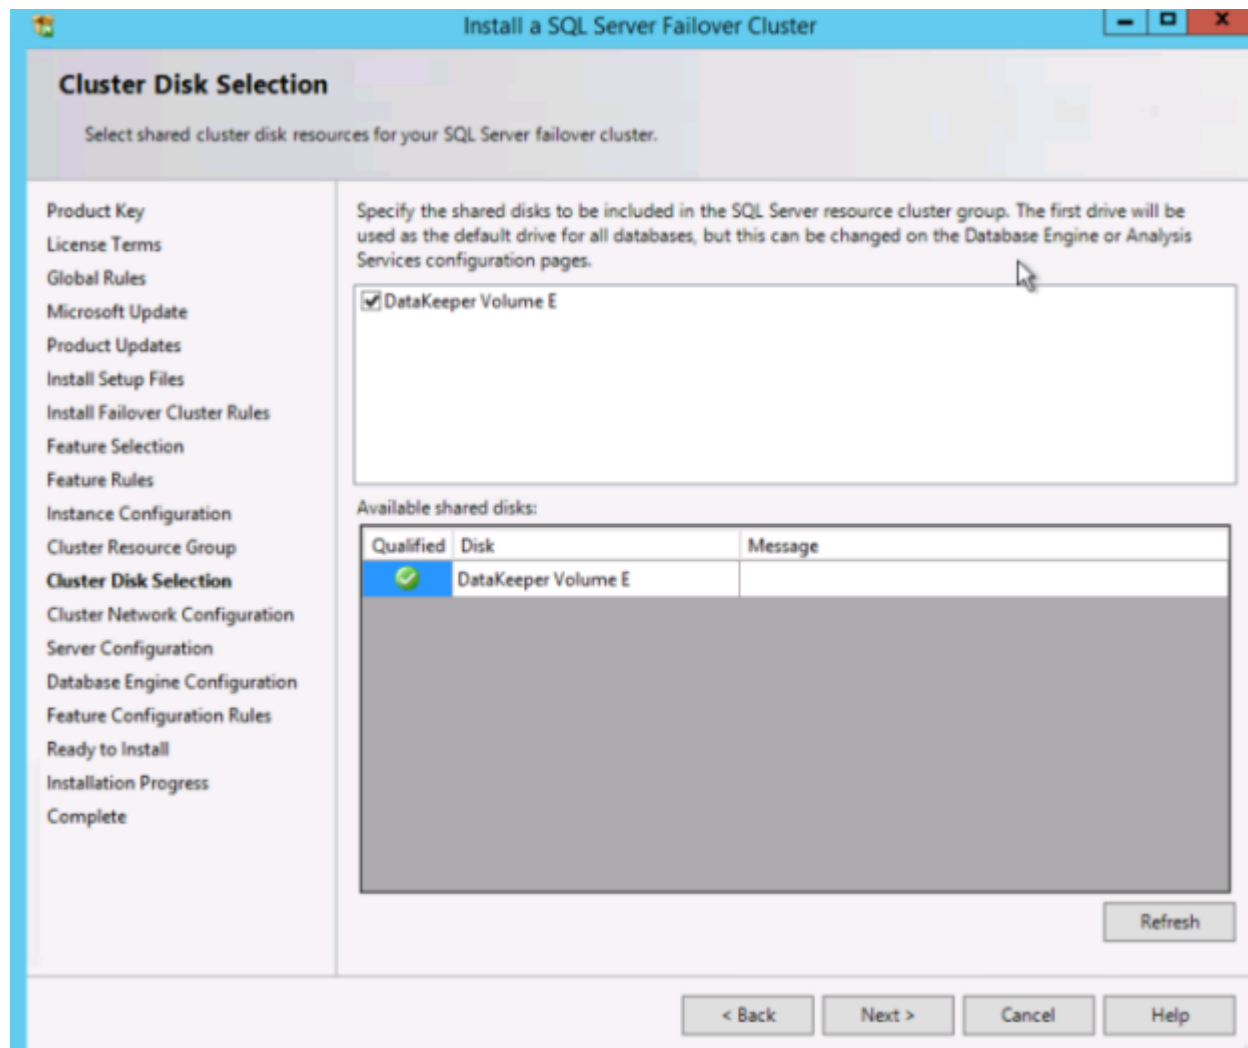 Install a SQL Server Failover Cluster
Cluster Disk Selection
Select shared cluster disk resources for your SQL Server failover cluster.
Product Key
License Terms
Global Rules
Microsoft Update
Product Updates
Install Setup Files
Install Failover Cluster Rules
Feature Selection
Feature Rules
Instance Configuration
Cluster Resource Group
Cluster Disk Selection
Cluster Network Configuration
Server Configuration
Database Engine Configuration
Feature Configuration Rules
Ready to Install
Installation Progress
Complete
Specify the shared disks to be included in the SQL Server resource cluster group. The first drive will be
used as the default drive for all databases, but this can be changed on the Database Engine or Analysis
Services configuration pages.
DataKeeper Volume E
Available shared disks:
Qualified Disk Message
DataKeeper Volume E
Refresh
< Back Next > Cancel Help